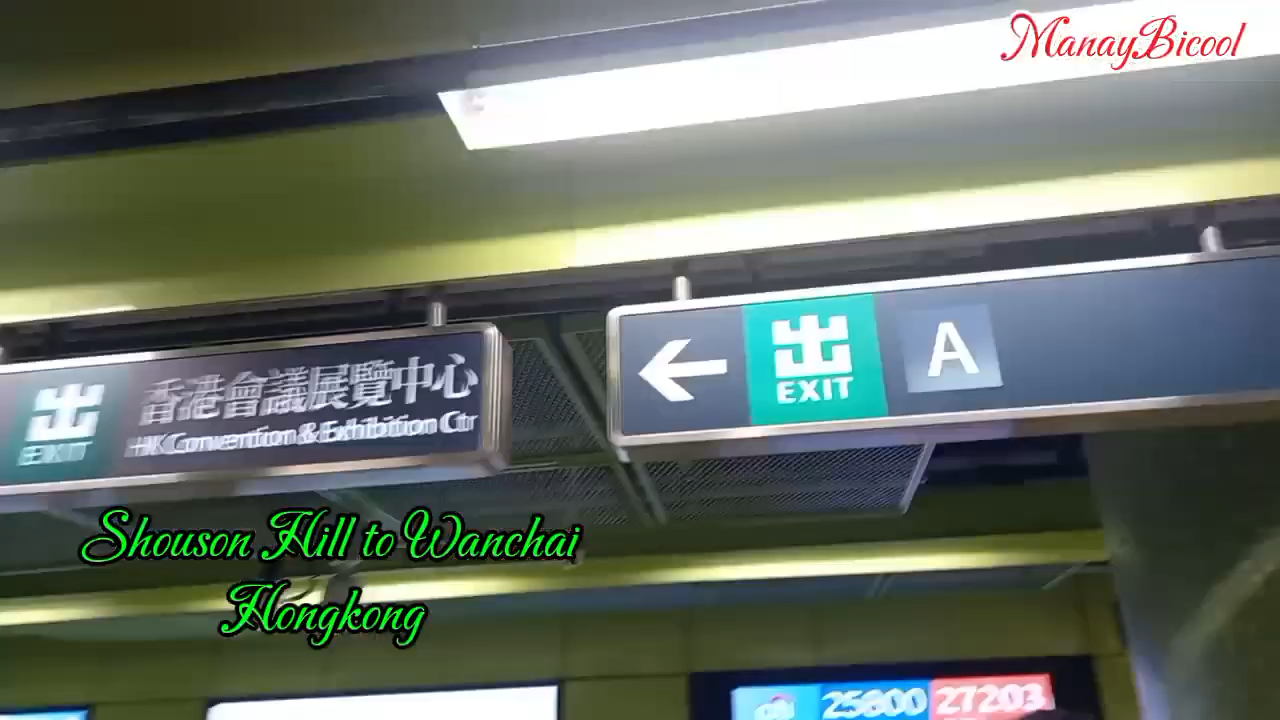 ManayBicool
出
EXIT
香港會議展覽中心
HK Convention & Exhibition Ctr
出
EXIT
A
Shouson Hill to Wanchai
Hongkong
25800 27203